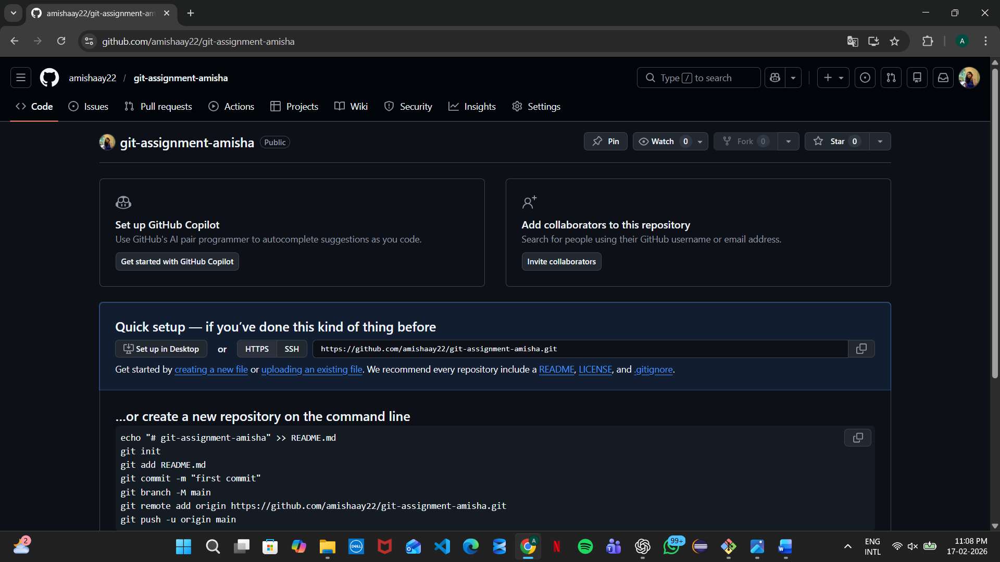 amishaay22/git-assignment-am
github.com/amishaay22/git-assignment-amisha
A
amishaay22 / git-assignment-amisha
Type / to search
Code Issues Pull requests Actions Projects Wiki Security Insights Settings
git-assignment-amisha Public
Pin Watch 0 Fork 0 Star 0
Set up GitHub Copilot
Use GitHub's AI pair programmer to autocomplete suggestions as you code.
Get started with GitHub Copilot
Add collaborators to this repository
Search for people using their GitHub username or email address.
Invite collaborators
Quick setup — if you’ve done this kind of thing before
Set up in Desktop or HTTPS SSH https://github.com/amishaay22/git-assignment-amisha.git
Get started by creating a new file or uploading an existing file. We recommend every repository include a README, LICENSE, and .gitignore.
…or create a new repository on the command line
echo "# git-assignment-amisha" >> README.md
git init
git add README.md
git commit -m "first commit"
git branch -M main
git remote add origin https://github.com/amishaay22/git-assignment-amisha.git
git push -u origin main
2
DELL
A
99+
ENG
INTL
11:08 PM
17-02-2026